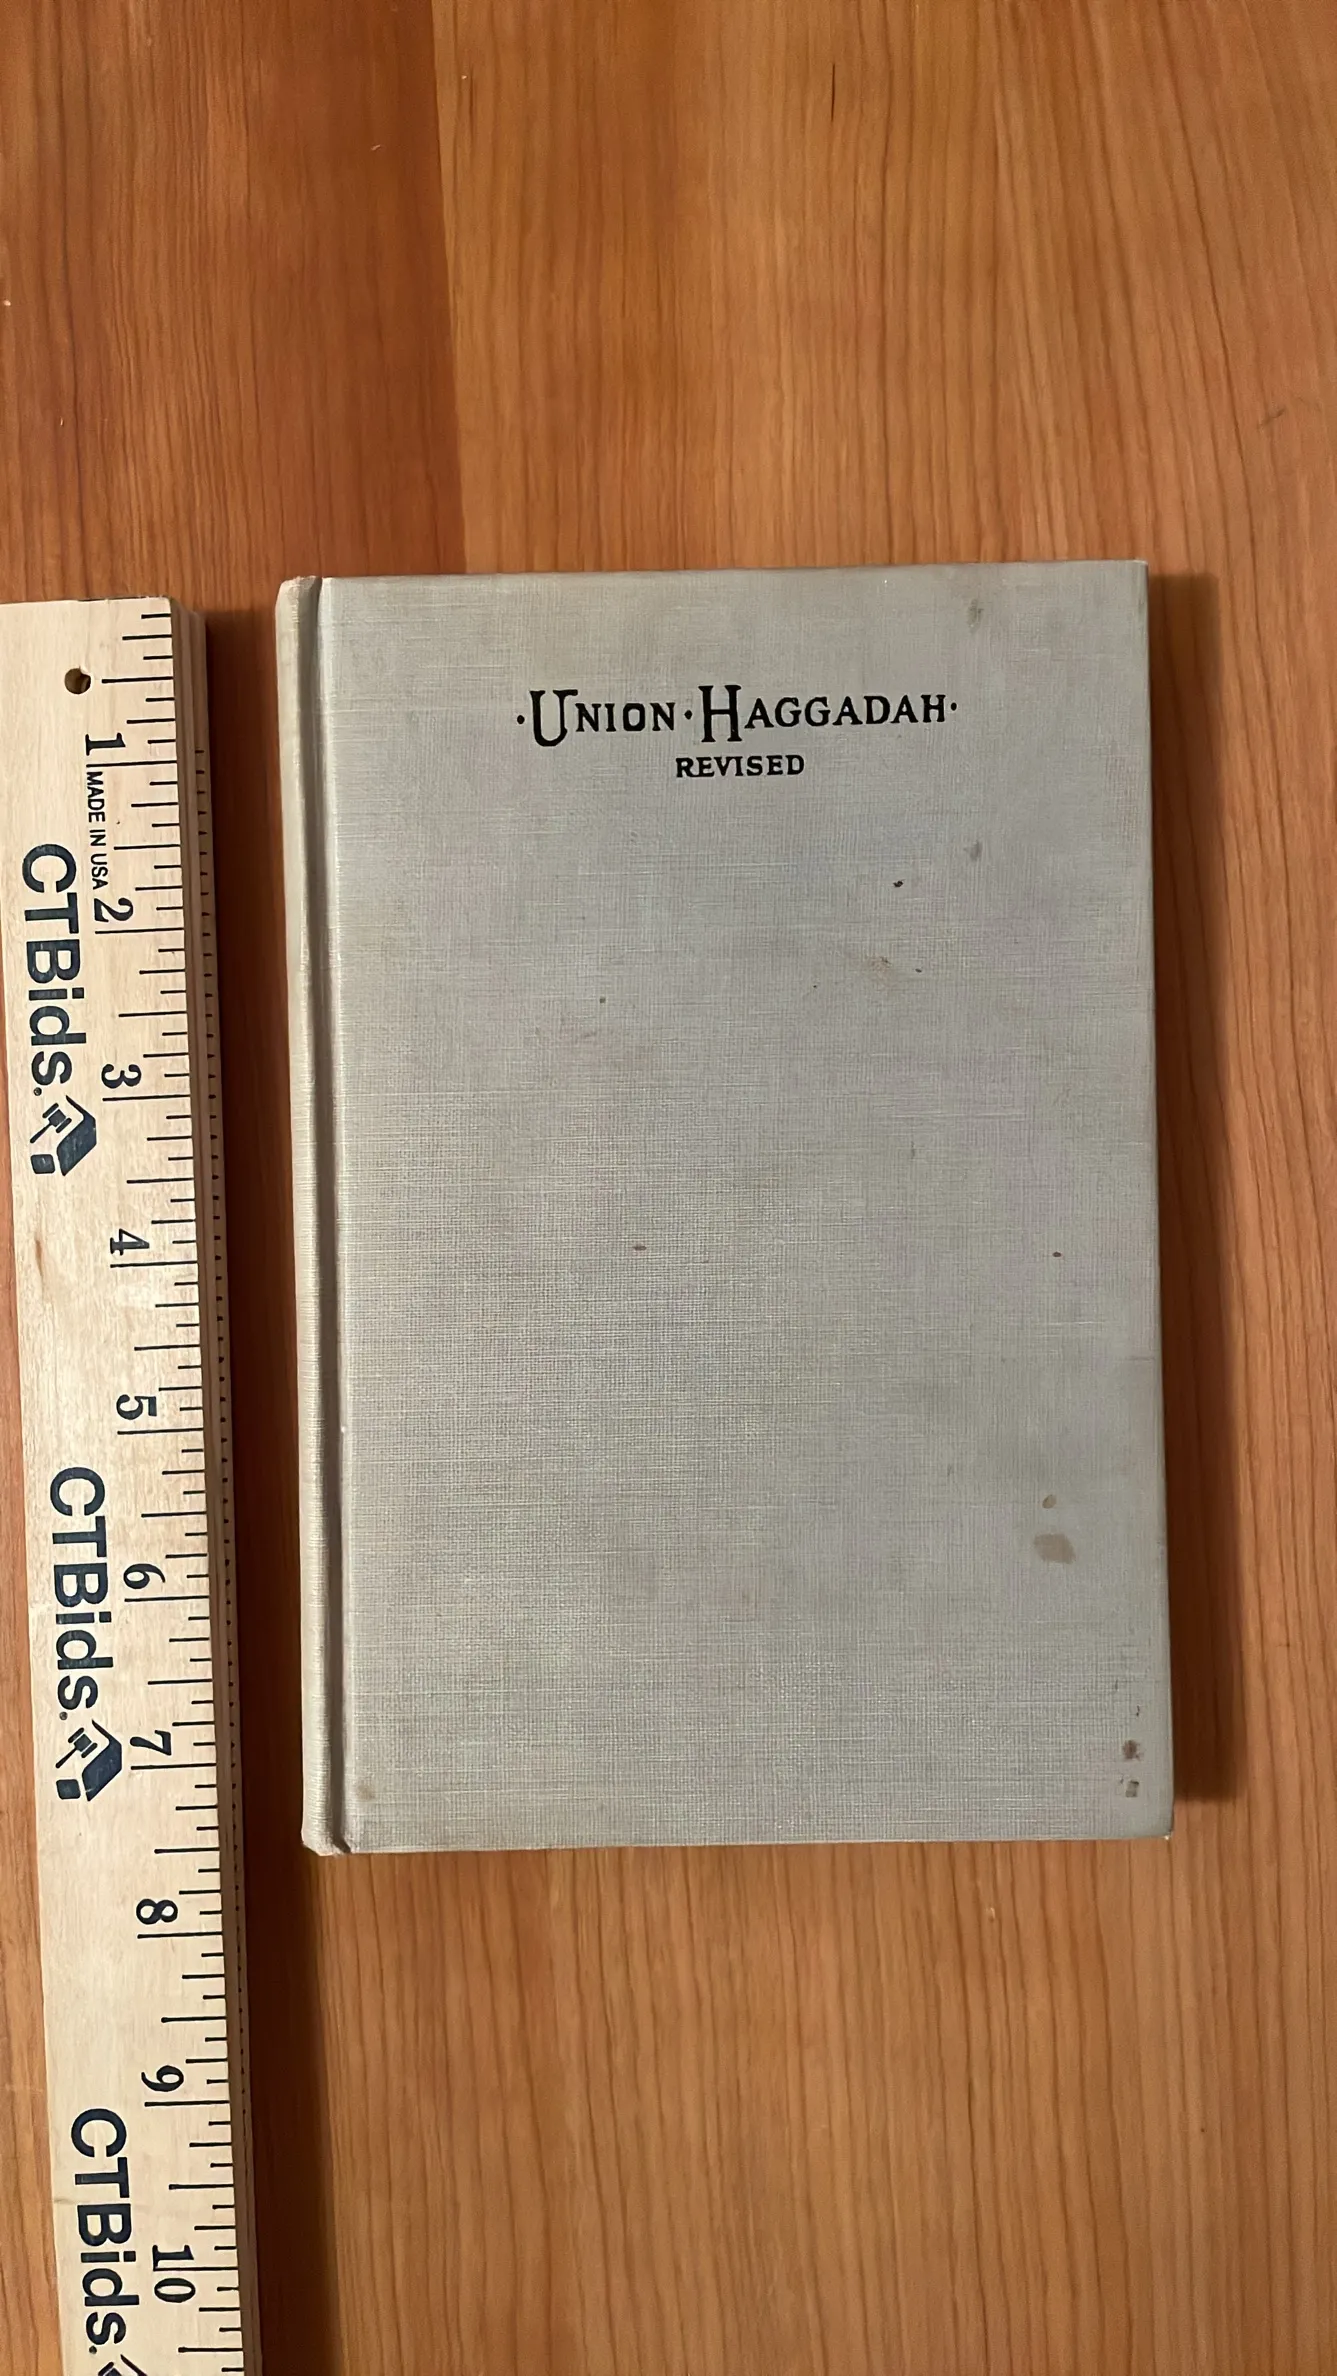 ·UNION·HAGGADAH·
REVISED
1
MADE IN USA
2
3
4
5
6
7
8
9
10
CTBids.
CTBids.
CTBids.